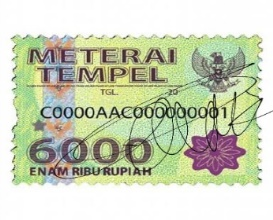 METERAI
TEMPEL
TGL. 20
C0000AAC000000001
6000
ENAM RIBU RUPIAH